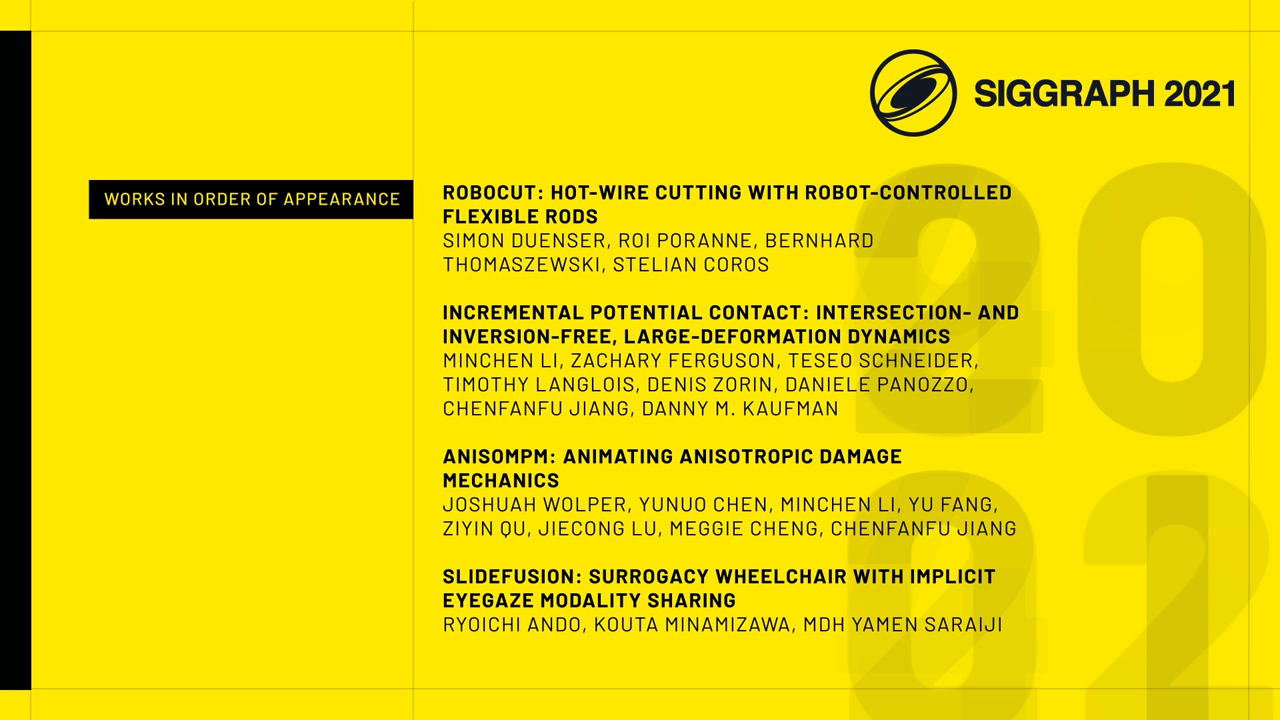 SIGGRAPH 2021
WORKS IN ORDER OF APPEARANCE
ROBOCUT: HOT-WIRE CUTTING WITH ROBOT-CONTROLLED
FLEXIBLE RODS
SIMON DUENSER, ROI PORANNE, BERNHARD
THOMASZEWSKI, STELIAN COROS
INCREMENTAL POTENTIAL CONTACT: INTERSECTION- AND
INVERSION-FREE, LARGE-DEFORMATION DYNAMICS
MINCHEN LI, ZACHARY FERGUSON, TESEO SCHNEIDER,
TIMOTHY LANGLOIS, DENIS ZORIN, DANIELE PANOZZO,
CHENFANFU JIANG, DANNY M. KAUFMAN
ANISOMPM: ANIMATING ANISOTROPIC DAMAGE
MECHANICS
JOSHUAH WOLPER, YUNUO CHEN, MINCHEN LI, YU FANG,
ZIYIN QU, JIECONG LU, MEGGIE CHENG, CHENFANFU JIANG
SLIDEFUSION: SURROGACY WHEELCHAIR WITH IMPLICIT
EYEGAZE MODALITY SHARING
RYOICHI ANDO, KOUTA MINAMIZAWA, MDH YAMEN SARAIJI
20